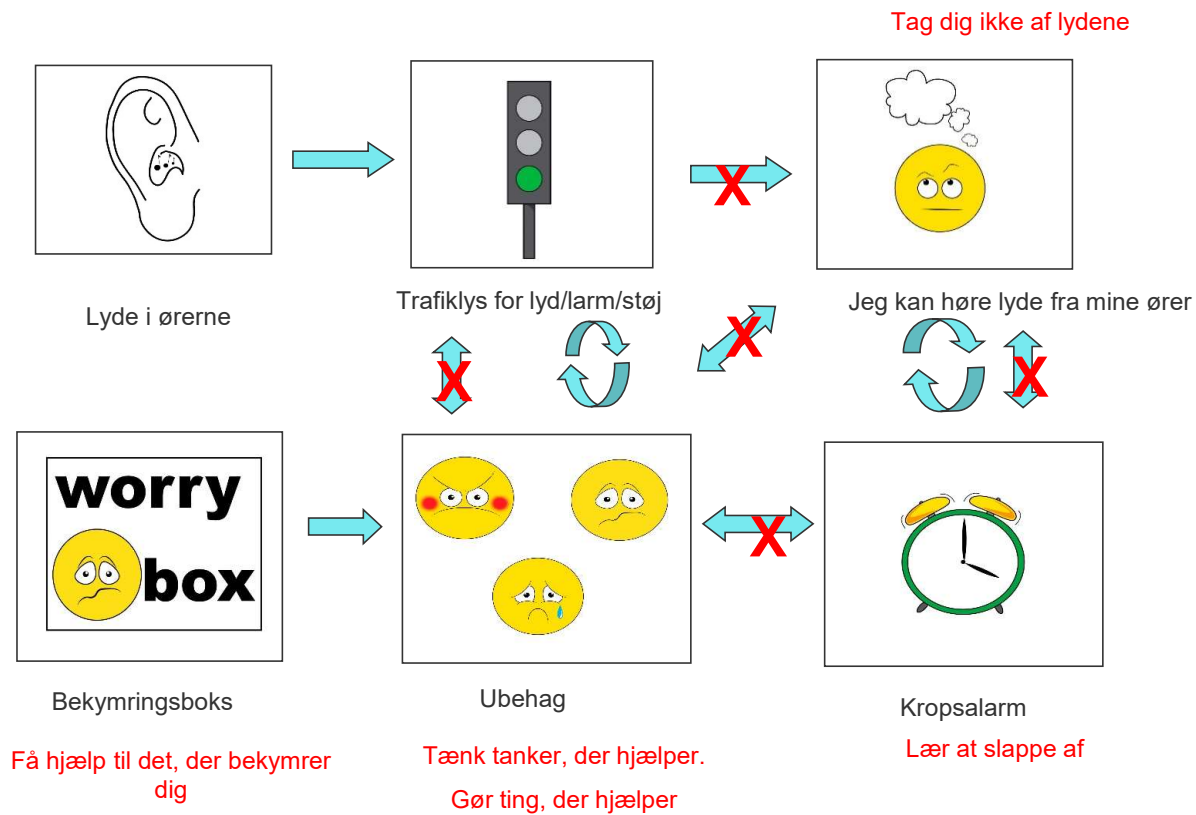 Tag dig ikke af lydene
Lyde i ørerne
Trafiklys for lyd/larm/støj
Jeg kan høre lyde fra mine ører
X
X
X
X
X
worry
box
Bekymringsboks
Ubehag
Kropsalarm
Få hjælp til det, der bekymrer
dig
Tænk tanker, der hjælper.
Gør ting, der hjælper
Lær at slappe af